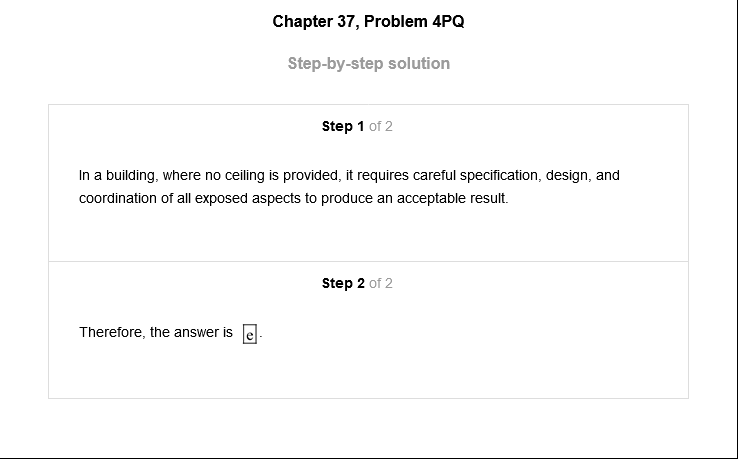 Chapter 37, Problem 4PQ
Step-by-step solution
Step 1 of 2
In a building, where no ceiling is provided, it requires careful specification, design, and
coordination of all exposed aspects to produce an acceptable result.
Step 2 of 2
Therefore, the answer is e.